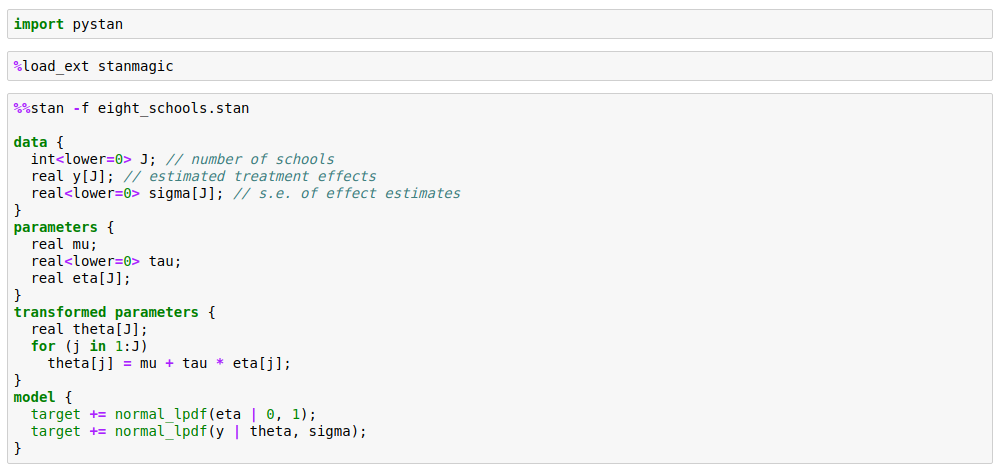 import pystan
%load_ext stanmagic
%%stan -f eight_schools.stan
data {
  int<lower=0> J; // number of schools
  real y[J]; // estimated treatment effects
  real<lower=0> sigma[J]; // s.e. of effect estimates
}
parameters {
  real mu;
  real<lower=0> tau;
  real eta[J];
}
transformed parameters {
  real theta[J];
  for (j in 1:J)
    theta[j] = mu + tau * eta[j];
}
model {
  target += normal_lpdf(eta | 0, 1);
  target += normal_lpdf(y | theta, sigma);
}